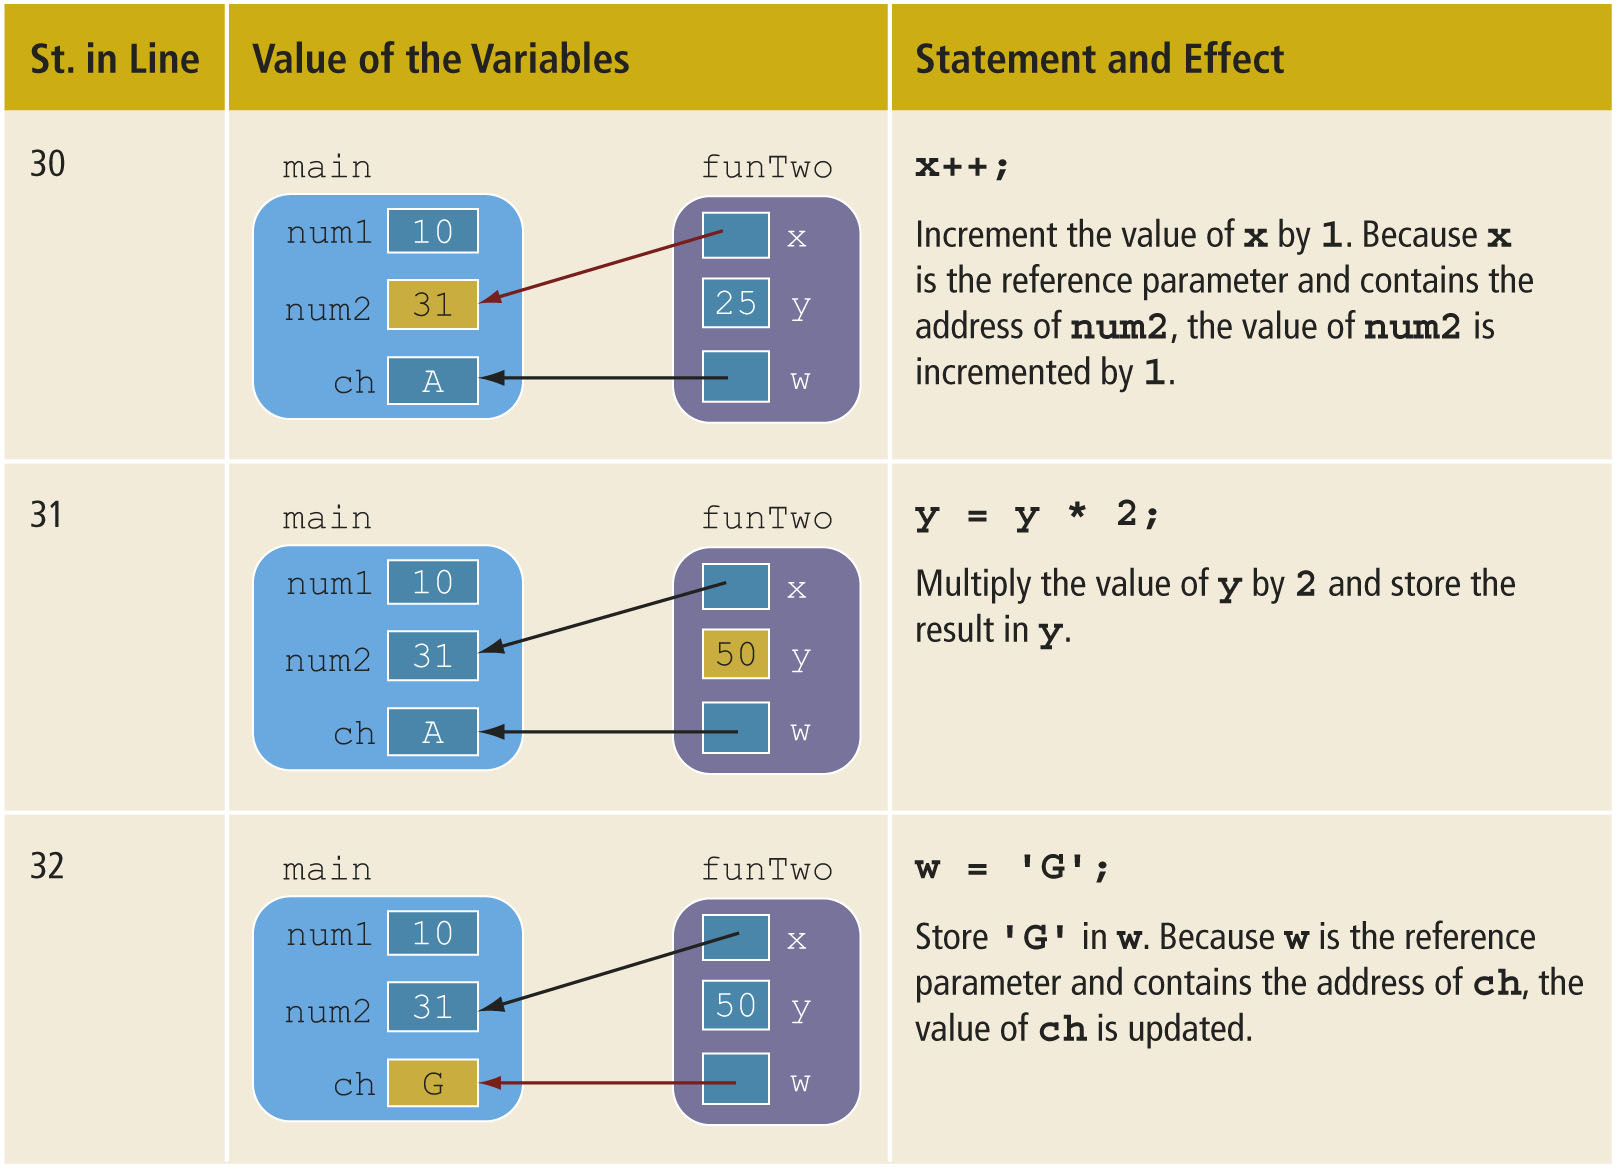 St. in Line Value of the Variables Statement and Effect
30
main funTwo
num1 10 x
num2 31 25 y
ch A w
x++;
Increment the value of x by 1. Because x
is the reference parameter and contains the
address of num2, the value of num2 is
incremented by 1.
31
main funTwo
num1 10 x
num2 31 50 y
ch A w
y = y * 2;
Multiply the value of y by 2 and store the
result in y.
32
main funTwo
num1 10 x
num2 31 50 y
ch G w
w = 'G';
Store 'G' in w. Because w is the reference
parameter and contains the address of ch, the
value of ch is updated.